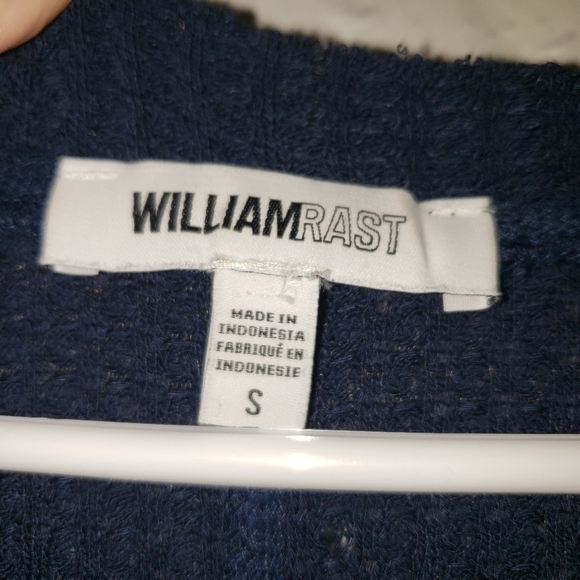 WILLIAMRAST
MADE IN
INDONESIA
FABRIQUÉ EN
INDONESIE
S